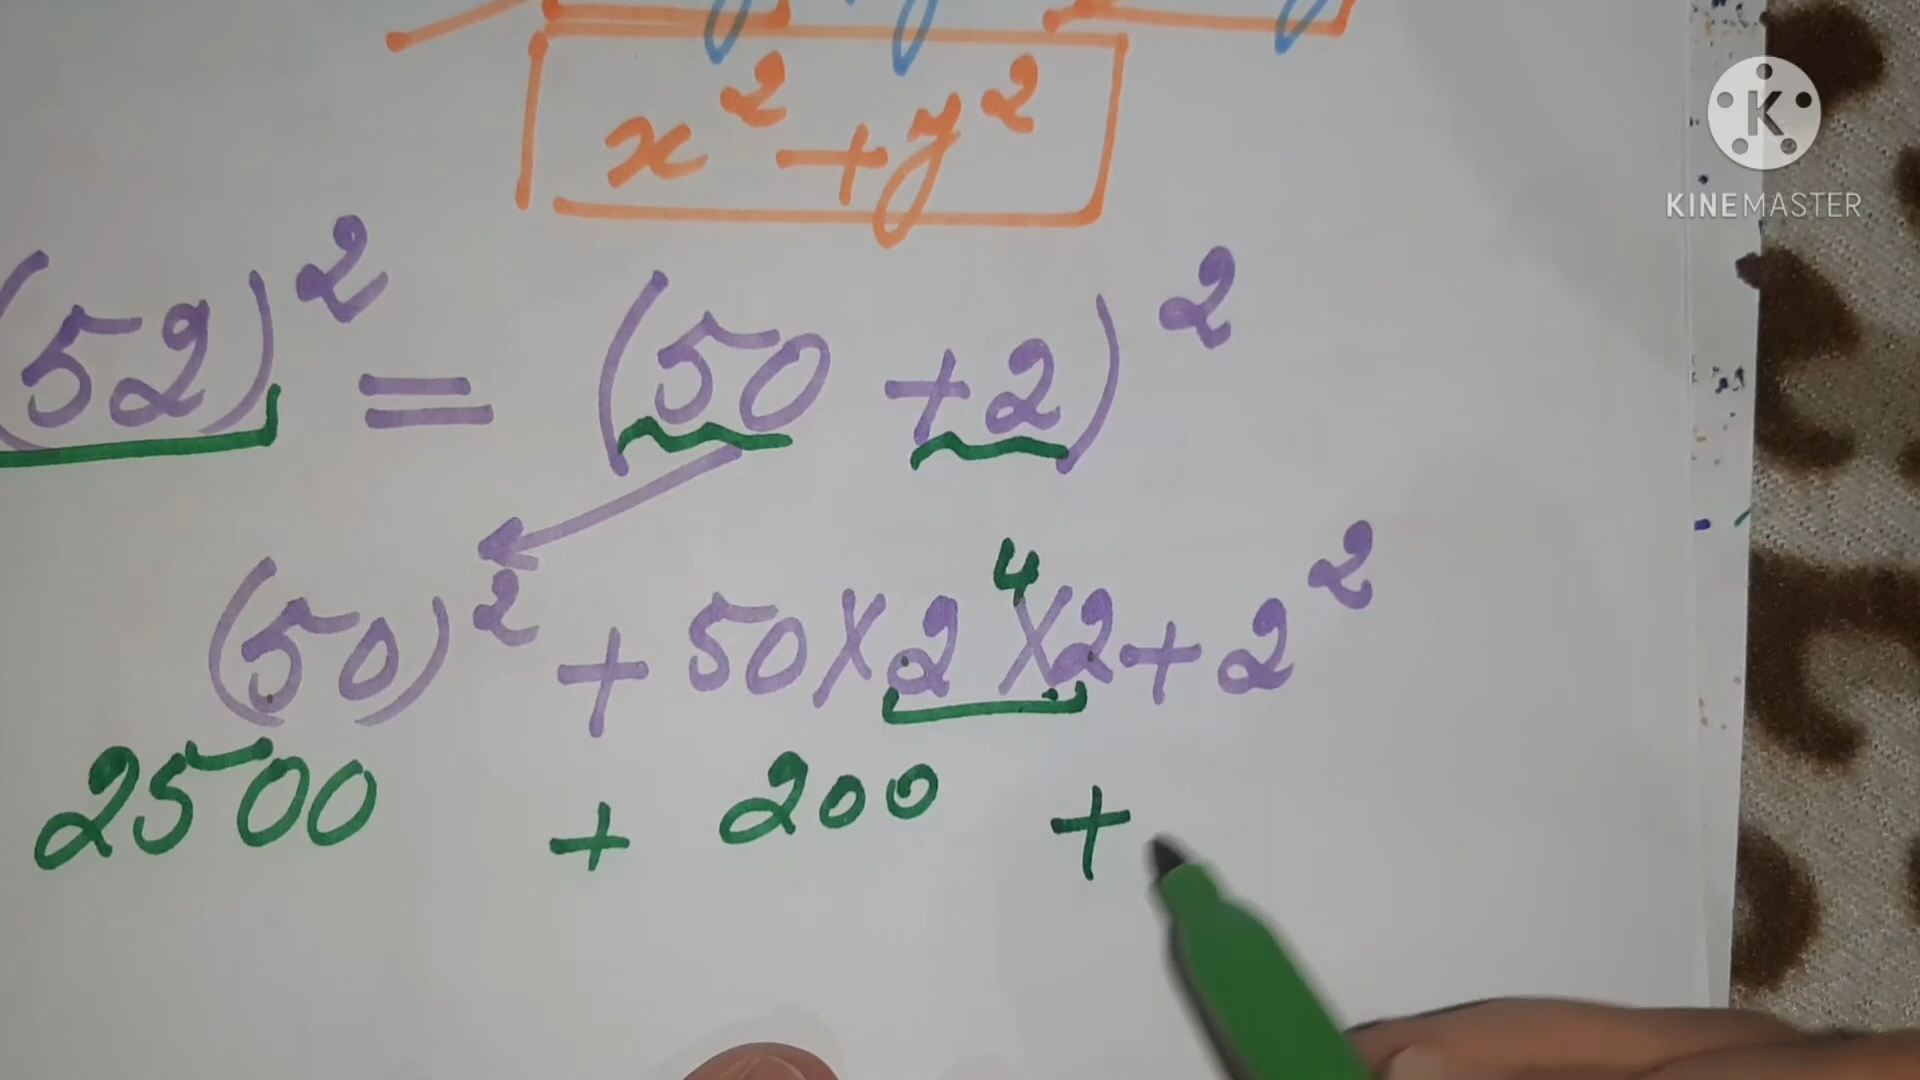 x² + y²
K
KINEMASTER
(52)² = (50 + 2)²
4
(50)² + 50 × 2 × 2 + 2²
2500 + 200 +